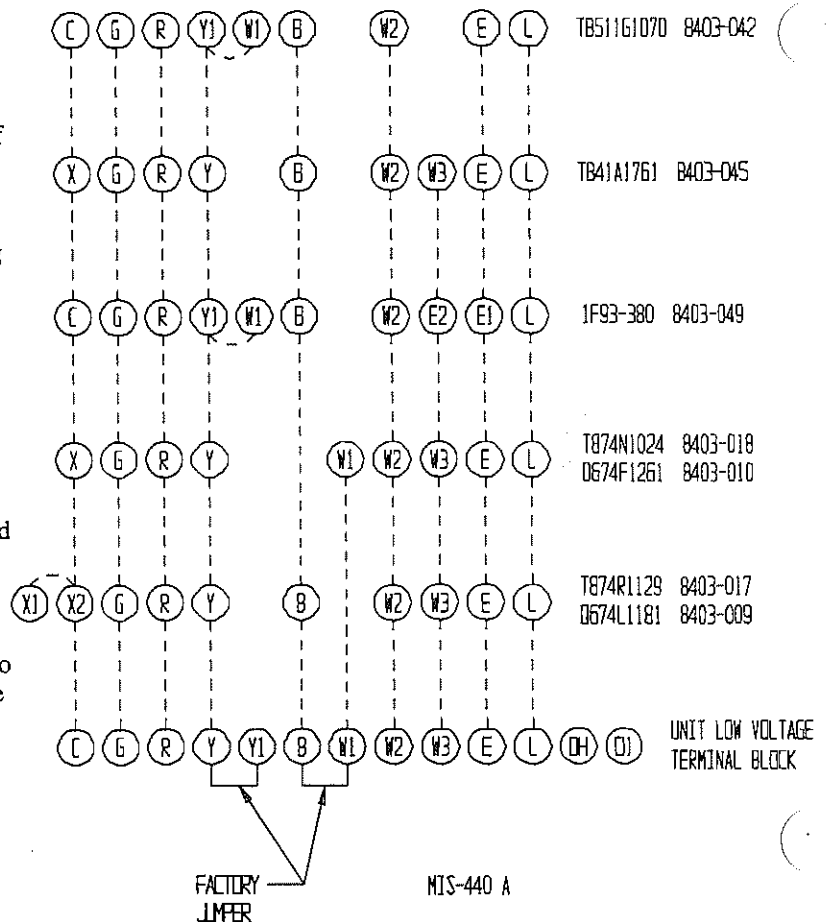 C G R Y1 W1 B W2 E L TB511G1070 8403-042
f
X G R Y B W2 W3 E L TB41A1761 8403-045
C G R Y1 W1 B W2 E2 E1 L 1F93-380 8403-049
X G R Y W1 W2 W3 E L
T874N1024 8403-018
D674F1261 8403-010
d
X1 X2 G R Y B W2 W3 E L
T874R1129 8403-017
D674L1181 8403-009
o
e
C G R Y Y1 B W1 W2 W3 E L OH O1
UNIT LOW VOLTAGE
TERMINAL BLOCK
FACTORY
JUMPER
MIS-440 A